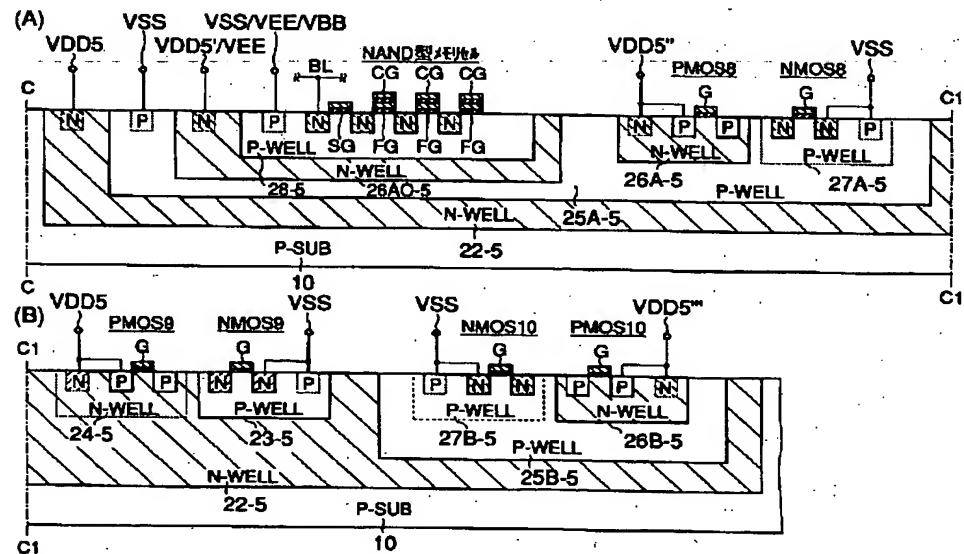 (A)
VSS VSS/VEE/VBB
VDD5 VDD5'/VEE BL NAND型メモリセル VDD5" VSS
CG CG CG PMOS8 NMOS8
G G
C C1
N P N P N N N N N P P N N P
P-WELL SG FG FG FG N-WELL P-WELL
N-WELL
28-5 26AO-5 26A-5 27A-5
P-WELL
25A-5
N-WELL
P-SUB 22-5
C 10 C1
(B)
VDD5 VSS VSS VDD5'''
C1 PMOS9 NMOS9 NMOS10 PMOS10
G G G G
N P P N N P P N N P P N
N-WELL P-WELL P-WELL N-WELL
24-5 23-5 27B-5 26B-5
P-WELL
N-WELL 25B-5
22-5 P-SUB
C1 10